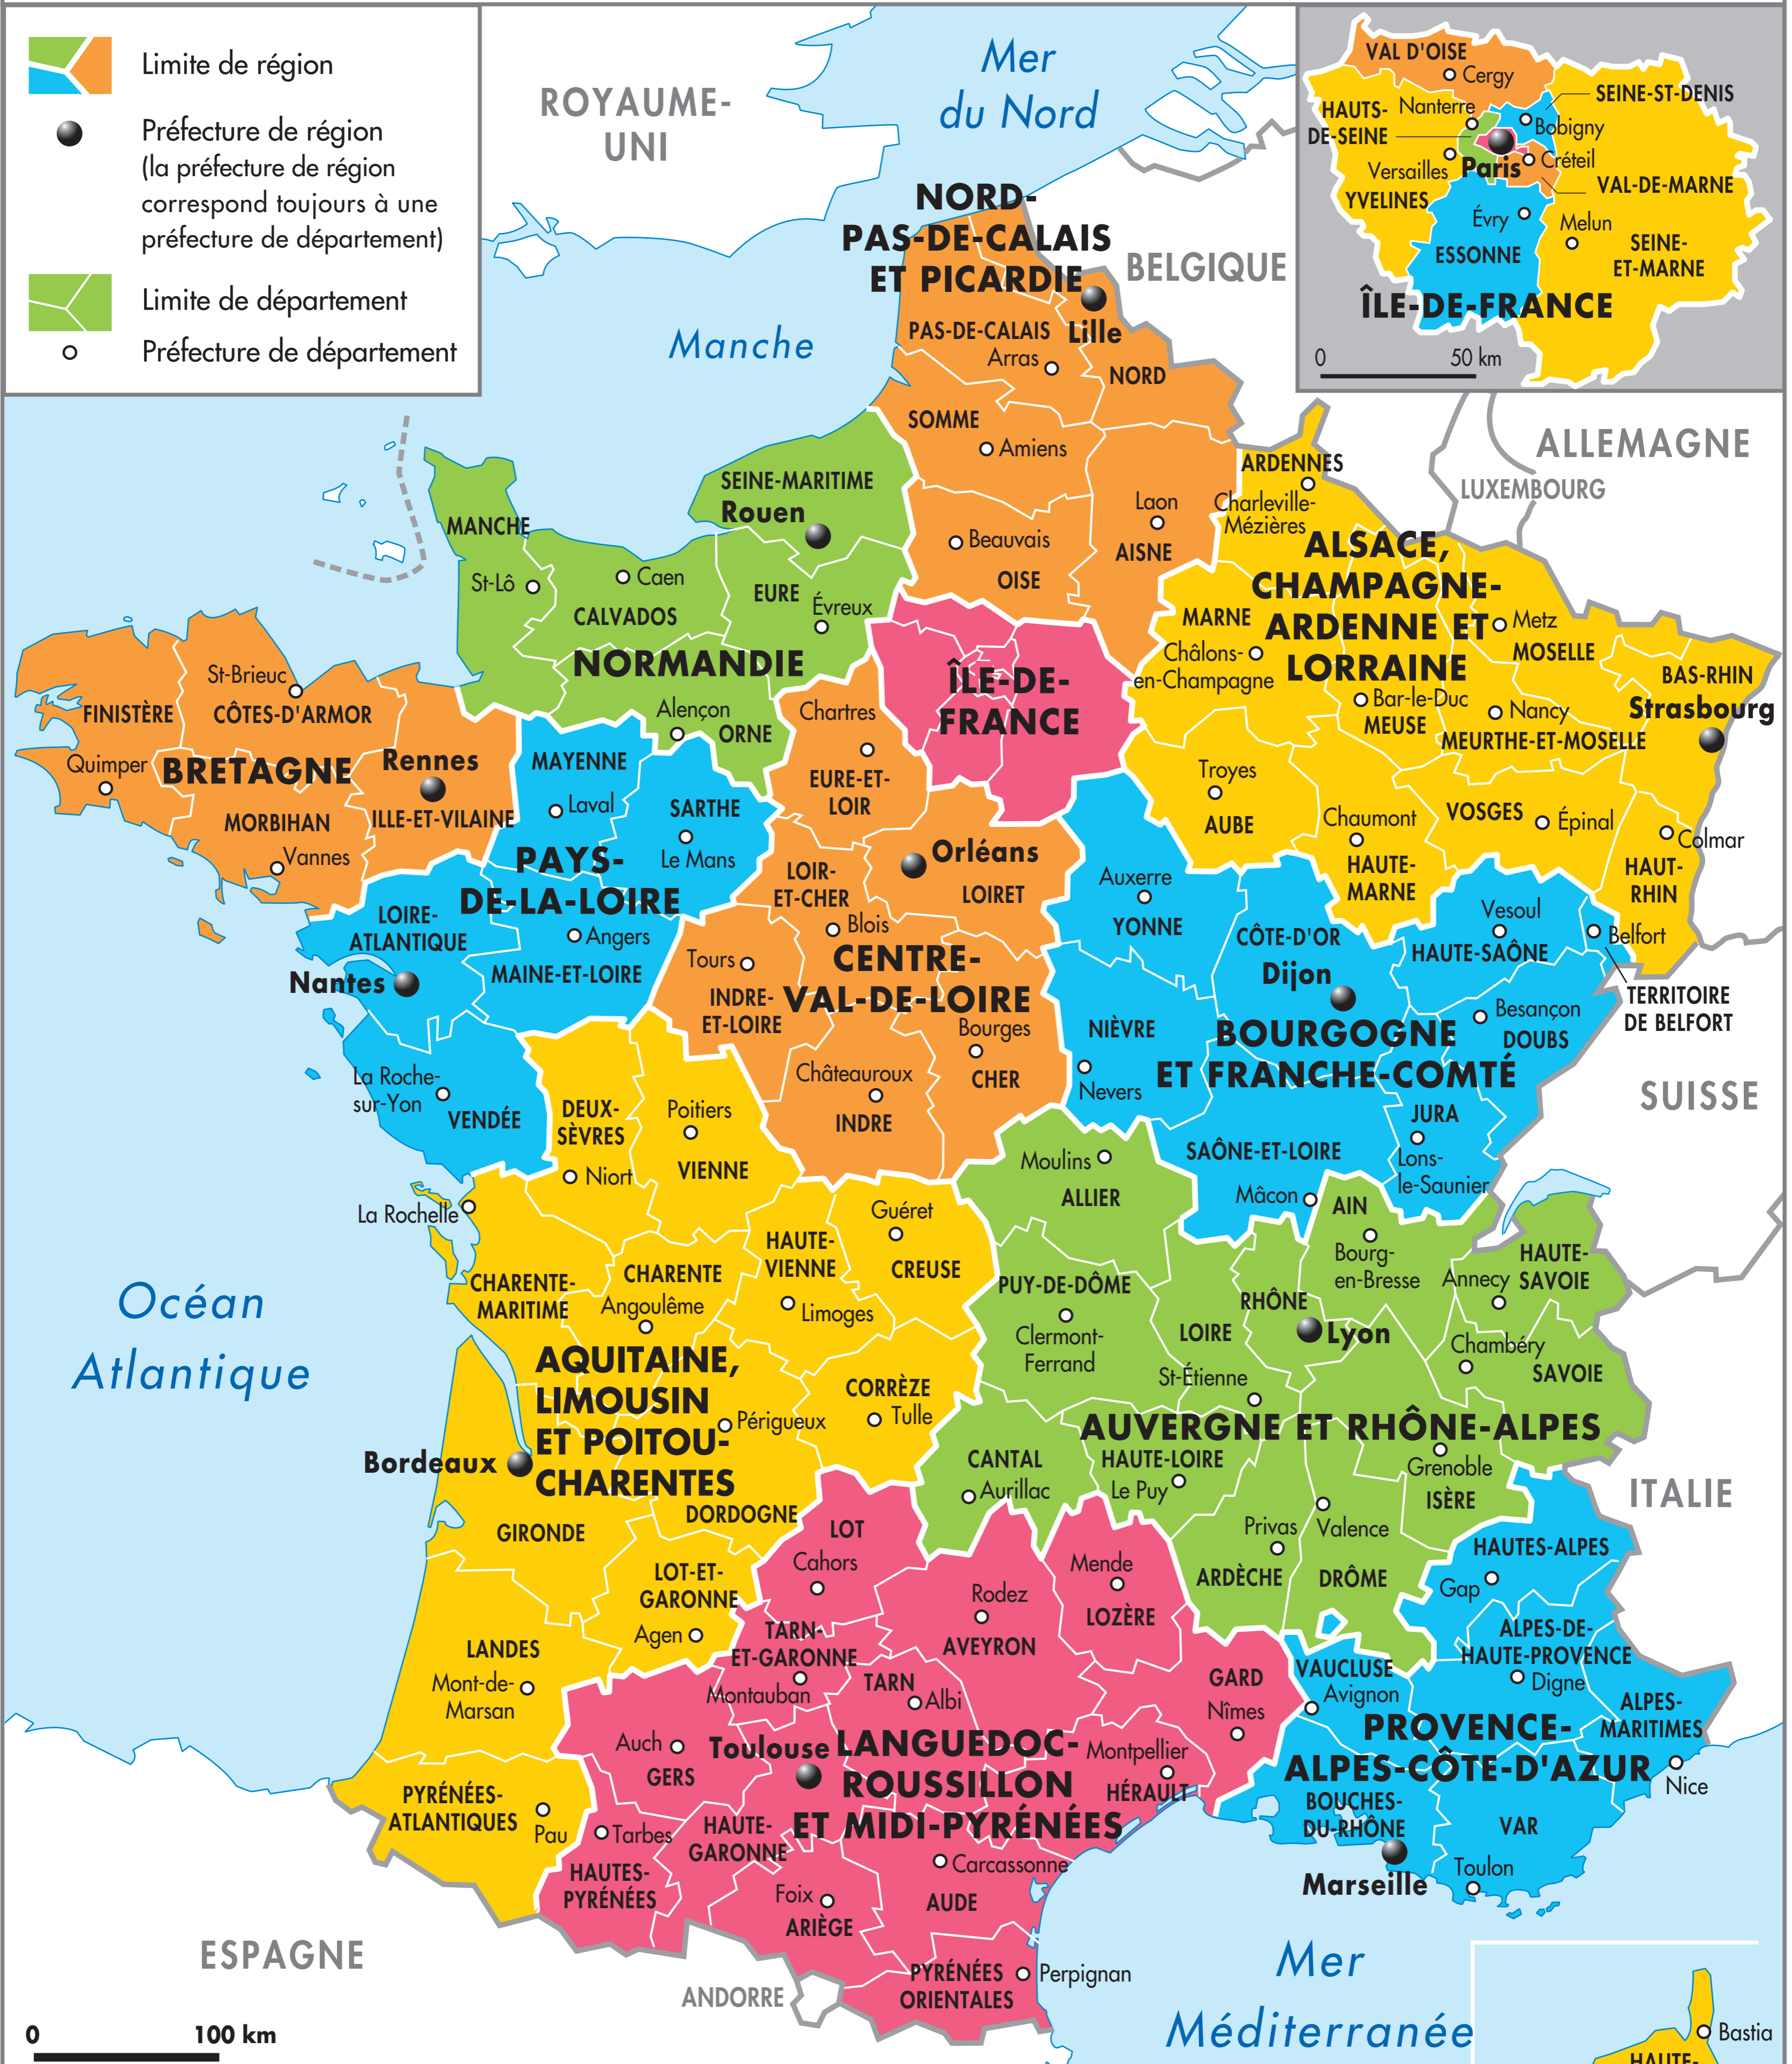 Limite de région
Préfecture de région
(la préfecture de région
correspond toujours à une
préfecture de département)
Limite de département
Préfecture de département
ROYAUME-
UNI
Mer
du Nord
VAL D'OISE
Cergy
SEINE-ST-DENIS
HAUTS-
DE-SEINE
Nanterre
Bobigny
Versailles
Paris
Créteil
VAL-DE-MARNE
YVELINES
Évry
Melun
ESSONNE
SEINE-
ET-MARNE
ÎLE-DE-FRANCE
0
50 km
NORD-
PAS-DE-CALAIS
ET PICARDIE
BELGIQUE
Manche
PAS-DE-CALAIS
Lille
Arras
NORD
SOMME
Amiens
Laon
AISNE
Beauvais
OISE
ALLEMAGNE
LUXEMBOURG
ARDENNES
Charleville-
Mézières
ALSACE,
CHAMPAGNE-
ARDENNE ET
LORRAINE
MARNE
Châlons-
en-Champagne
Metz
MOSELLE
BAS-RHIN
Strasbourg
Bar-le-Duc
MEUSE
Nancy
MEURTHE-ET-MOSELLE
Troyes
AUBE
Chaumont
HAUTE-
MARNE
VOSGES
Épinal
Colmar
HAUT-
RHIN
SEINE-MARITIME
Rouen
MANCHE
St-Lô
Caen
CALVADOS
EURE
Évreux
NORMANDIE
Alençon
ORNE
ÎLE-DE-
FRANCE
St-Brieuc
FINISTÈRE
CÔTES-D'ARMOR
Quimper
BRETAGNE
Rennes
MORBIHAN
ILLE-ET-VILAINE
Vannes
MAYENNE
Laval
SARTHE
Le Mans
PAYS-
DE-LA-LOIRE
LOIRE-
ATLANTIQUE
Angers
MAINE-ET-LOIRE
Nantes
La Roche-
sur-Yon
VENDÉE
Chartres
EURE-ET-
LOIR
Orléans
LOIRET
LOIR-
ET-CHER
Blois
Tours
CENTRE-
VAL-DE-LOIRE
INDRE-
ET-LOIRE
Bourges
CHER
Châteauroux
INDRE
Auxerre
YONNE
CÔTE-D'OR
Dijon
Vesoul
HAUTE-SAÔNE
Belfort
TERRITOIRE
DE BELFORT
NIÈVRE
Nevers
BOURGOGNE
ET FRANCHE-COMTÉ
Besançon
DOUBS
JURA
Lons-
le-Saunier
SAÔNE-ET-LOIRE
Mâcon
SUISSE
DEUX-
SÈVRES
Poitiers
VIENNE
Niort
La Rochelle
CHARENTE-
MARITIME
CHARENTE
Angoulême
HAUTE-
VIENNE
Limoges
Guéret
CREUSE
Océan
Atlantique
AQUITAINE,
LIMOUSIN
ET POITOU-
CHARENTES
Périgueux
CORRÈZE
Tulle
Bordeaux
DORDOGNE
GIRONDE
LOT-ET-
GARONNE
Agen
LANDES
Mont-de-
Marsan
PYRÉNÉES-
ATLANTIQUES
Pau
Moulins
ALLIER
AIN
Bourg-
en-Bresse
HAUTE-
SAVOIE
Annecy
PUY-DE-DÔME
Clermont-
Ferrand
LOIRE
RHÔNE
Lyon
St-Étienne
Chambéry
SAVOIE
AUVERGNE ET RHÔNE-ALPES
CANTAL
Aurillac
HAUTE-LOIRE
Le Puy
Grenoble
ISÈRE
Privas
Valence
ARDÈCHE
DRÔME
ITALIE
LOT
Cahors
Mende
LOZÈRE
Rodez
AVEYRON
TARN-
ET-GARONNE
Montauban
TARN
Albi
GARD
Nîmes
Auch
GERS
Toulouse
LANGUEDOC-
ROUSSILLON
ET MIDI-PYRÉNÉES
Montpellier
HÉRAULT
Tarbes
HAUTES-
PYRÉNÉES
HAUTE-
GARONNE
Carcassonne
AUDE
Foix
ARIÈGE
PYRÉNÉES
ORIENTALES
Perpignan
HAUTES-ALPES
Gap
ALPES-DE-
HAUTE-PROVENCE
Digne
VAUCLUSE
Avignon
ALPES-
MARITIMES
PROVENCE-
ALPES-CÔTE-D'AZUR
Nice
BOUCHES-
DU-RHÔNE
VAR
Marseille
Toulon
ESPAGNE
ANDORRE
Mer
Méditerranée
0
100 km
Bastia
HAUTE-